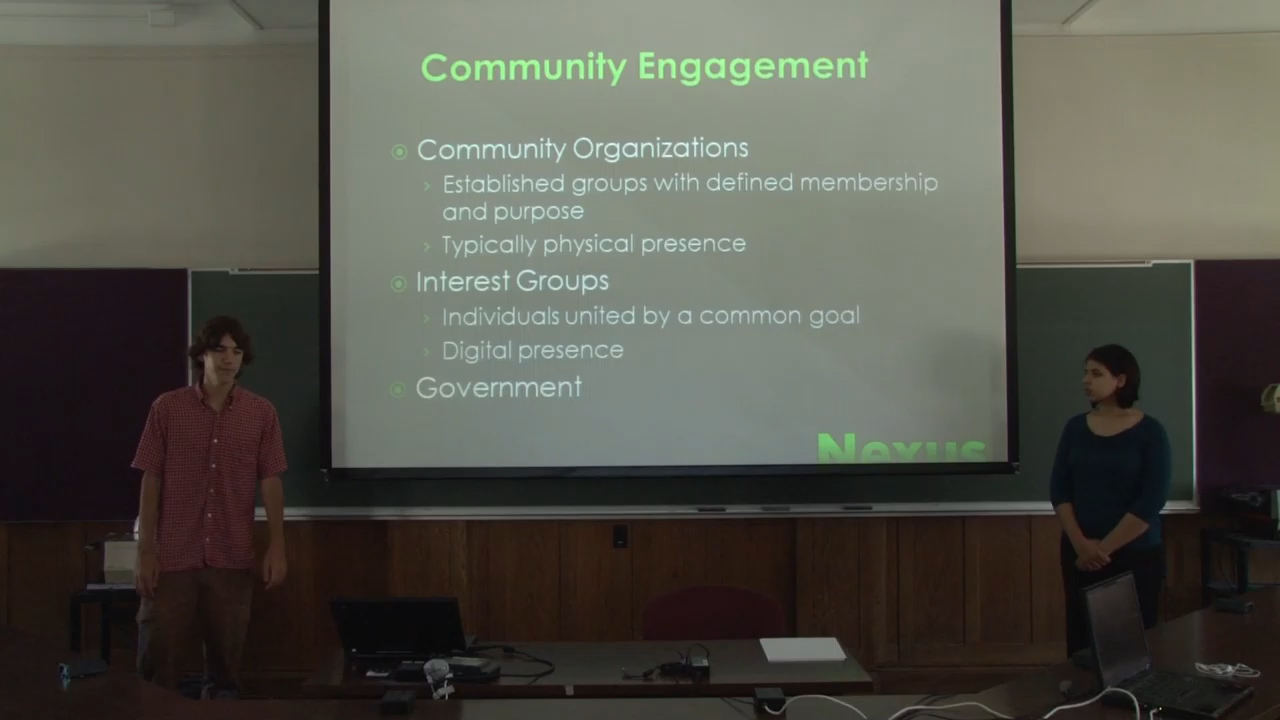 Community Engagement
Community Organizations
Established groups with defined membership
and purpose
Typically physical presence
Interest Groups
Individuals united by a common goal
Digital presence
Government
Nexus